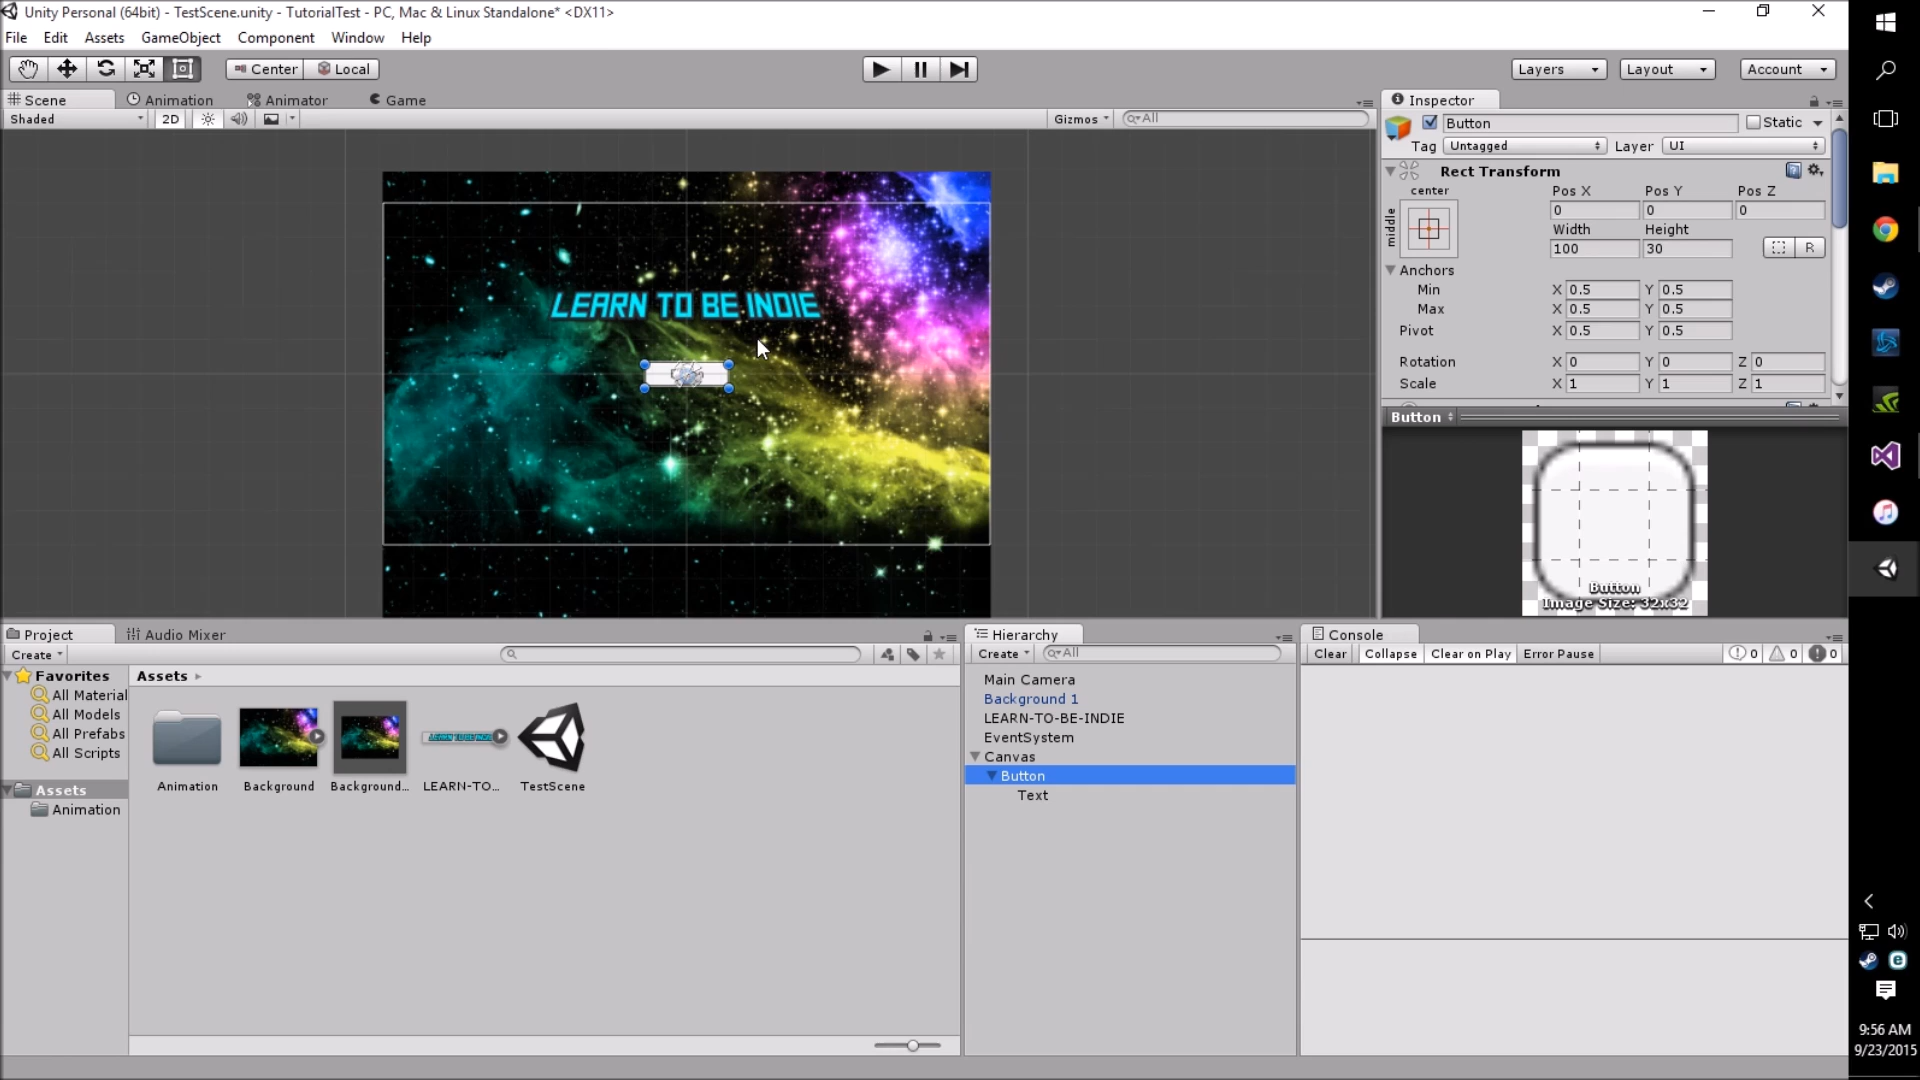 Unity Personal (64bit) - TestScene.unity - TutorialTest - PC, Mac & Linux Standalone* <DX11>
File Edit Assets GameObject Component Window Help
Center Local
Layers Layout Account
Scene Animation Animator Game
Shaded 2D Gizmos All
LEARN TO BE INDIE
Inspector
Button Static
Tag Untagged Layer UI
Rect Transform
center Pos X Pos Y Pos Z
middle 0 0 0
Width Height
100 30 R
Anchors
Min X 0.5 Y 0.5
Max X 0.5 Y 0.5
Pivot X 0.5 Y 0.5
Rotation X 0 Y 0 Z 0
Scale X 1 Y 1 Z 1
Button
Button
Image Size: 32x32
Project Audio Mixer
Create
Favorites
All Material
All Models
All Prefabs
All Scripts
Assets
Animation
Assets
Animation Background Background... LEARN-TO... TestScene
Hierarchy
Create All
Main Camera
Background 1
LEARN-TO-BE-INDIE
EventSystem
Canvas
Button
Text
Console
Clear Collapse Clear on Play Error Pause 0 0 0
9:56 AM
9/23/2015